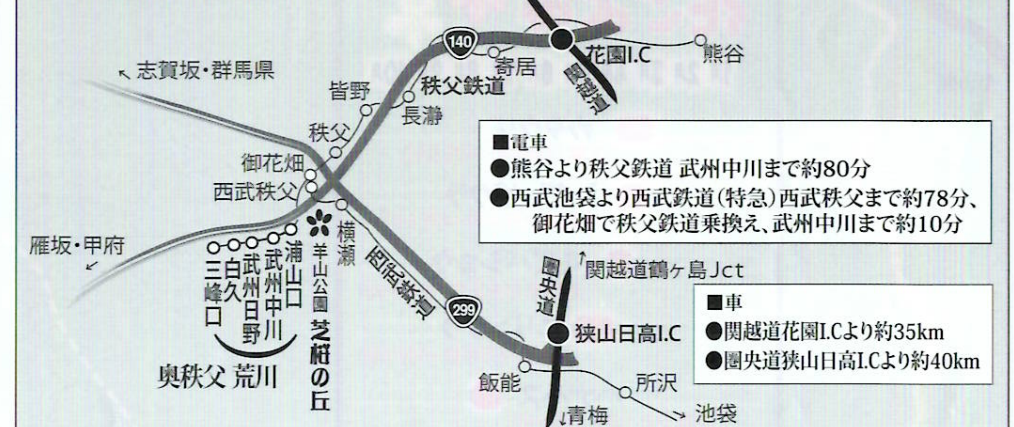 140
花園I.C
熊谷
寄居
関越道
志賀坂・群馬県
秩父鉄道
皆野
長瀞
秩父
御花畑
西武秩父
横瀬
雁坂・甲府
羊山公園 芝桜の丘
浦山口
武州中川
武州日野
白久
三峰口
奥秩父 荒川
西武鉄道
299
■電車
●熊谷より秩父鉄道 武州中川まで約80分
●西武池袋より西武鉄道(特急)西武秩父まで約78分、
御花畑で秩父鉄道乗換え、武州中川まで約10分
関越道鶴ヶ島Jct
圏央道
狭山日高I.C
飯能
所沢
池袋
青梅
■車
●関越道花園I.Cより約35km
●圏央道狭山日高I.Cより約40km